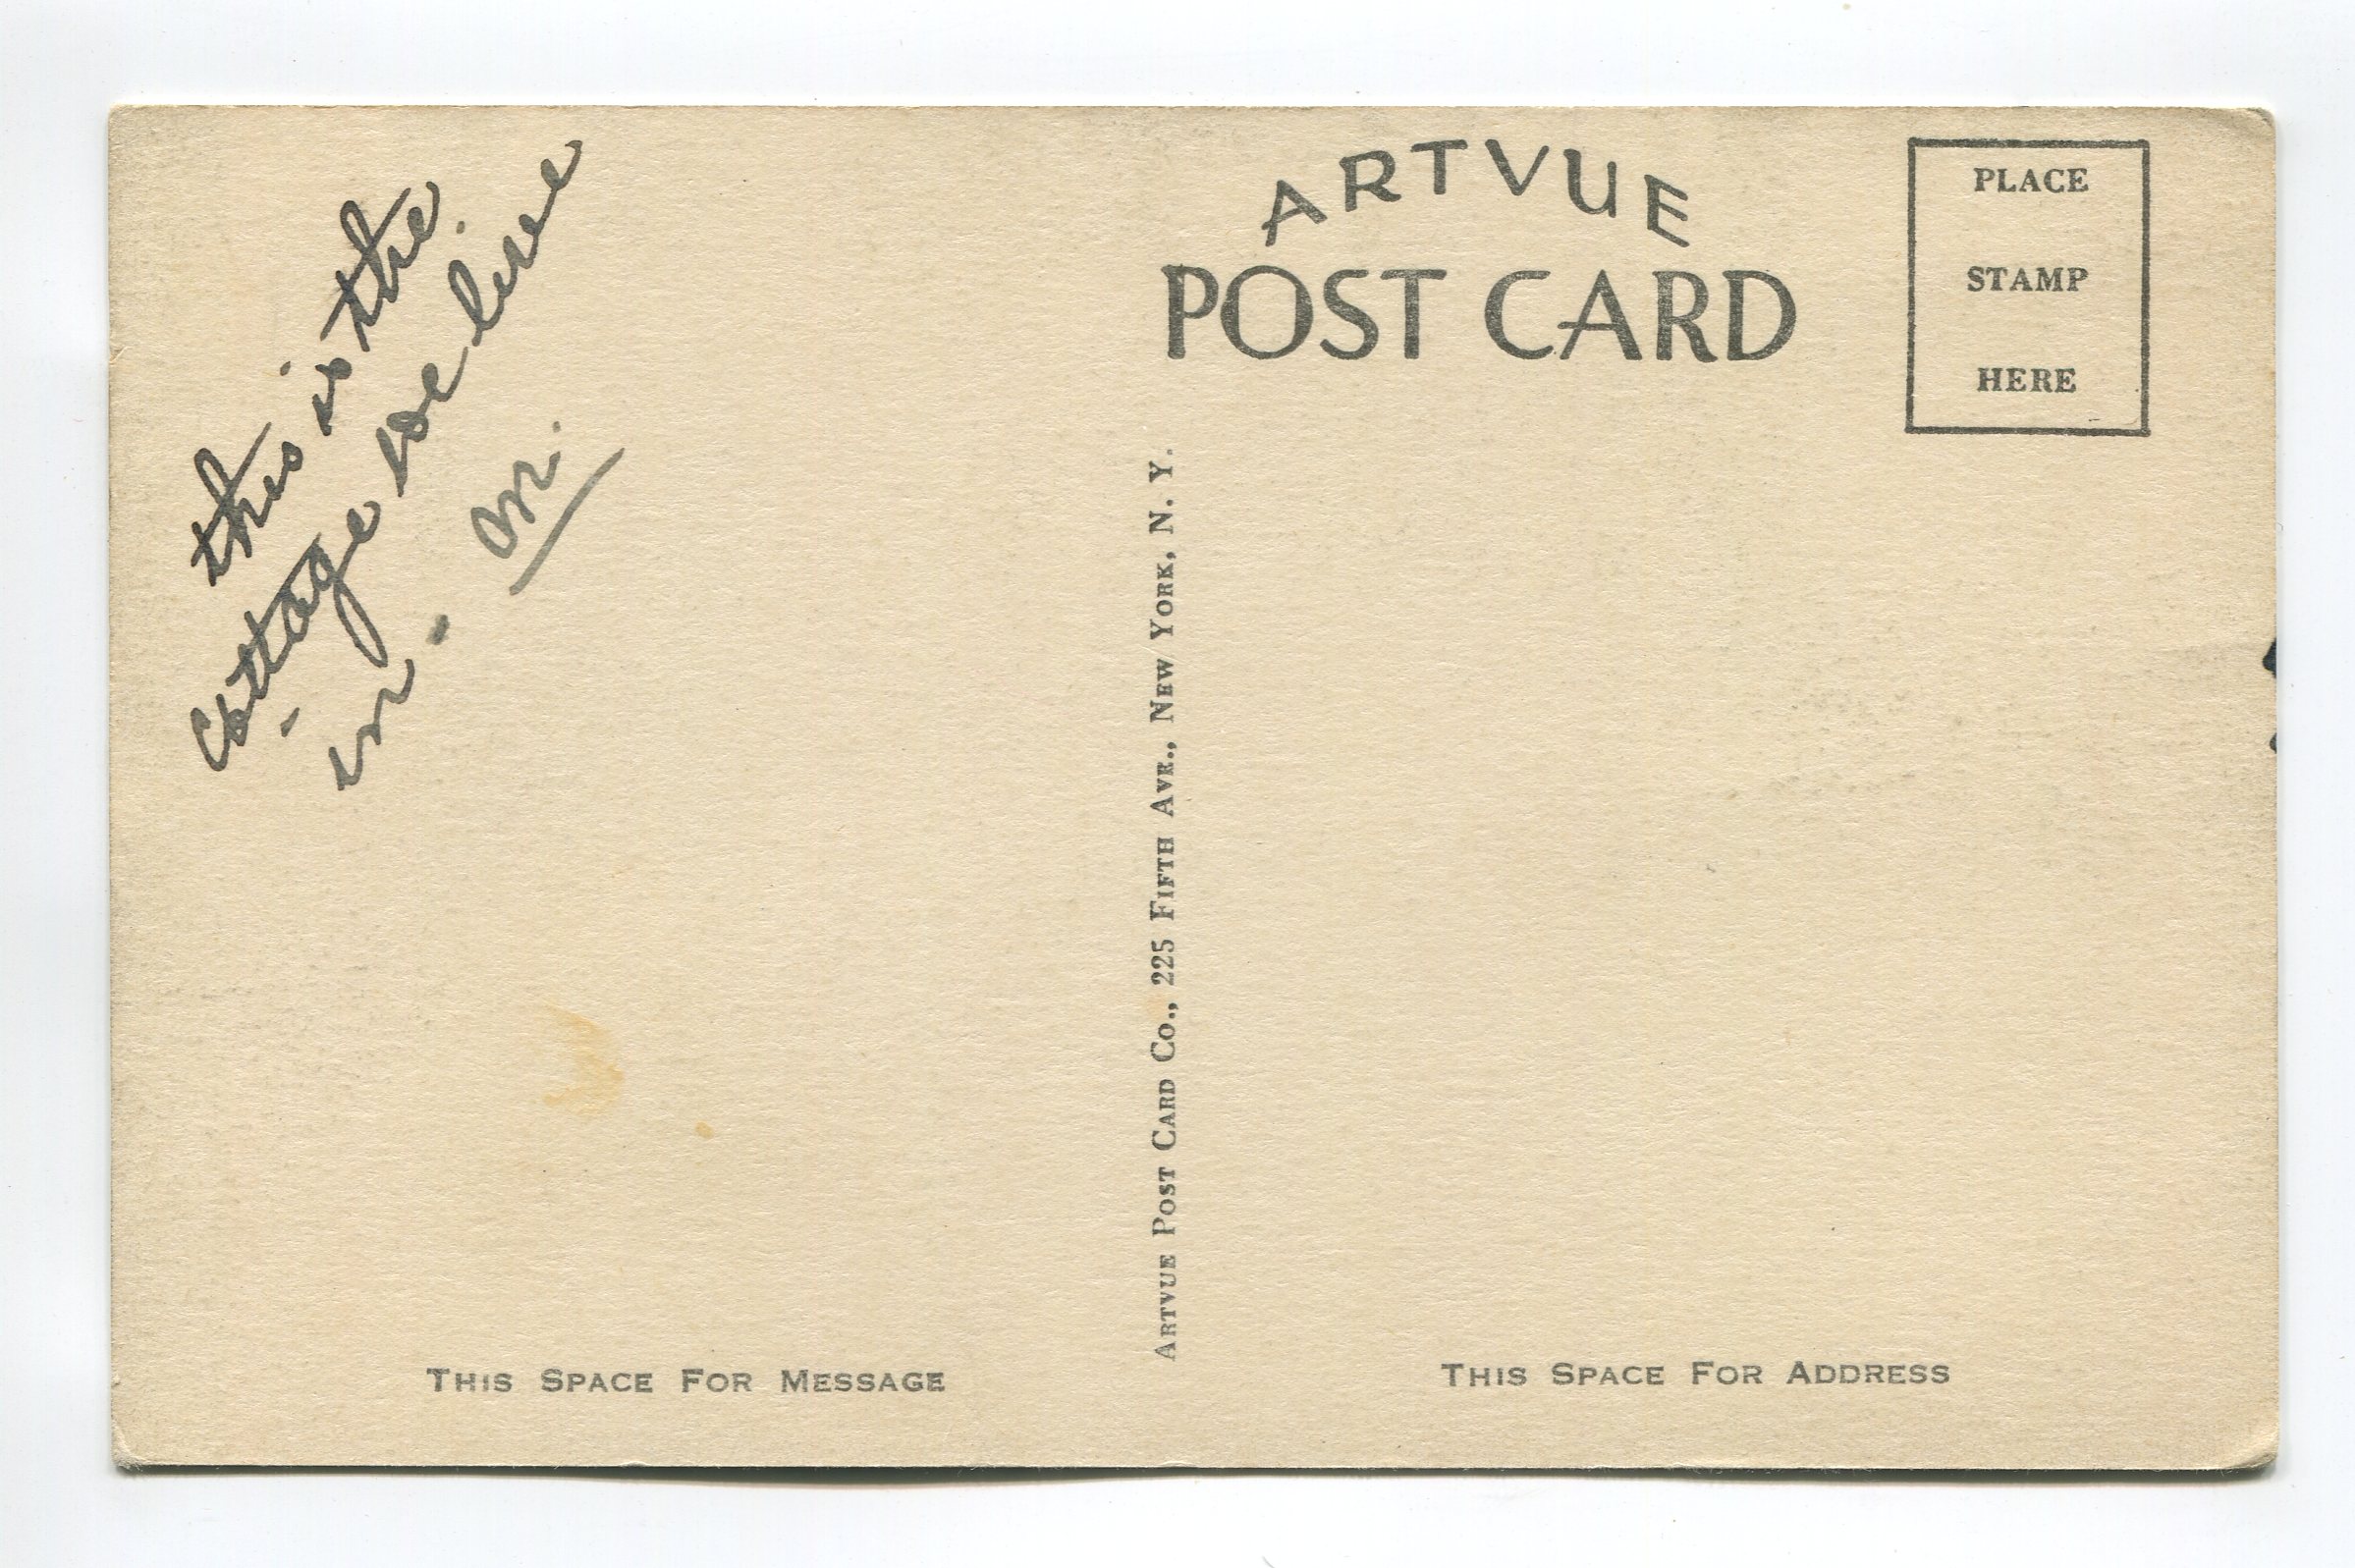 this is the
Cottage we live
in.
m.
ARTVUE
POST CARD
PLACE
STAMP
HERE
ARTVUE POST CARD CO., 225 FIFTH AVE., NEW YORK, N. Y.
THIS SPACE FOR MESSAGE
THIS SPACE FOR ADDRESS